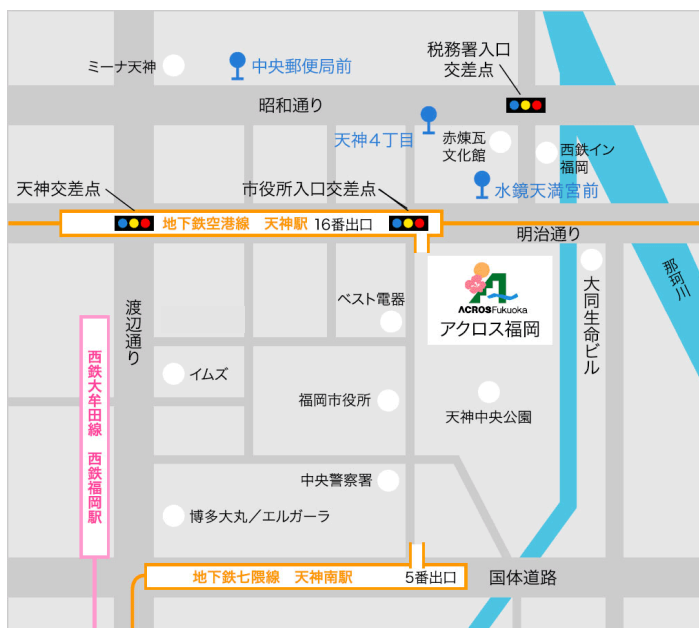 税務署入口
交差点
ミーナ天神
中央郵便局前
昭和通り
天神4丁目
赤煉瓦
文化館
西鉄イン
福岡
天神交差点
市役所入口交差点
水鏡天満宮前
地下鉄空港線 天神駅 16番出口
明治通り
那珂川
大同生命ビル
ACROS Fukuoka
アクロス福岡
渡辺通り
ベスト電器
西鉄大牟田線 西鉄福岡駅
イムズ
福岡市役所
天神中央公園
中央警察署
博多大丸／エルガーラ
地下鉄七隈線 天神南駅 5番出口
国体道路